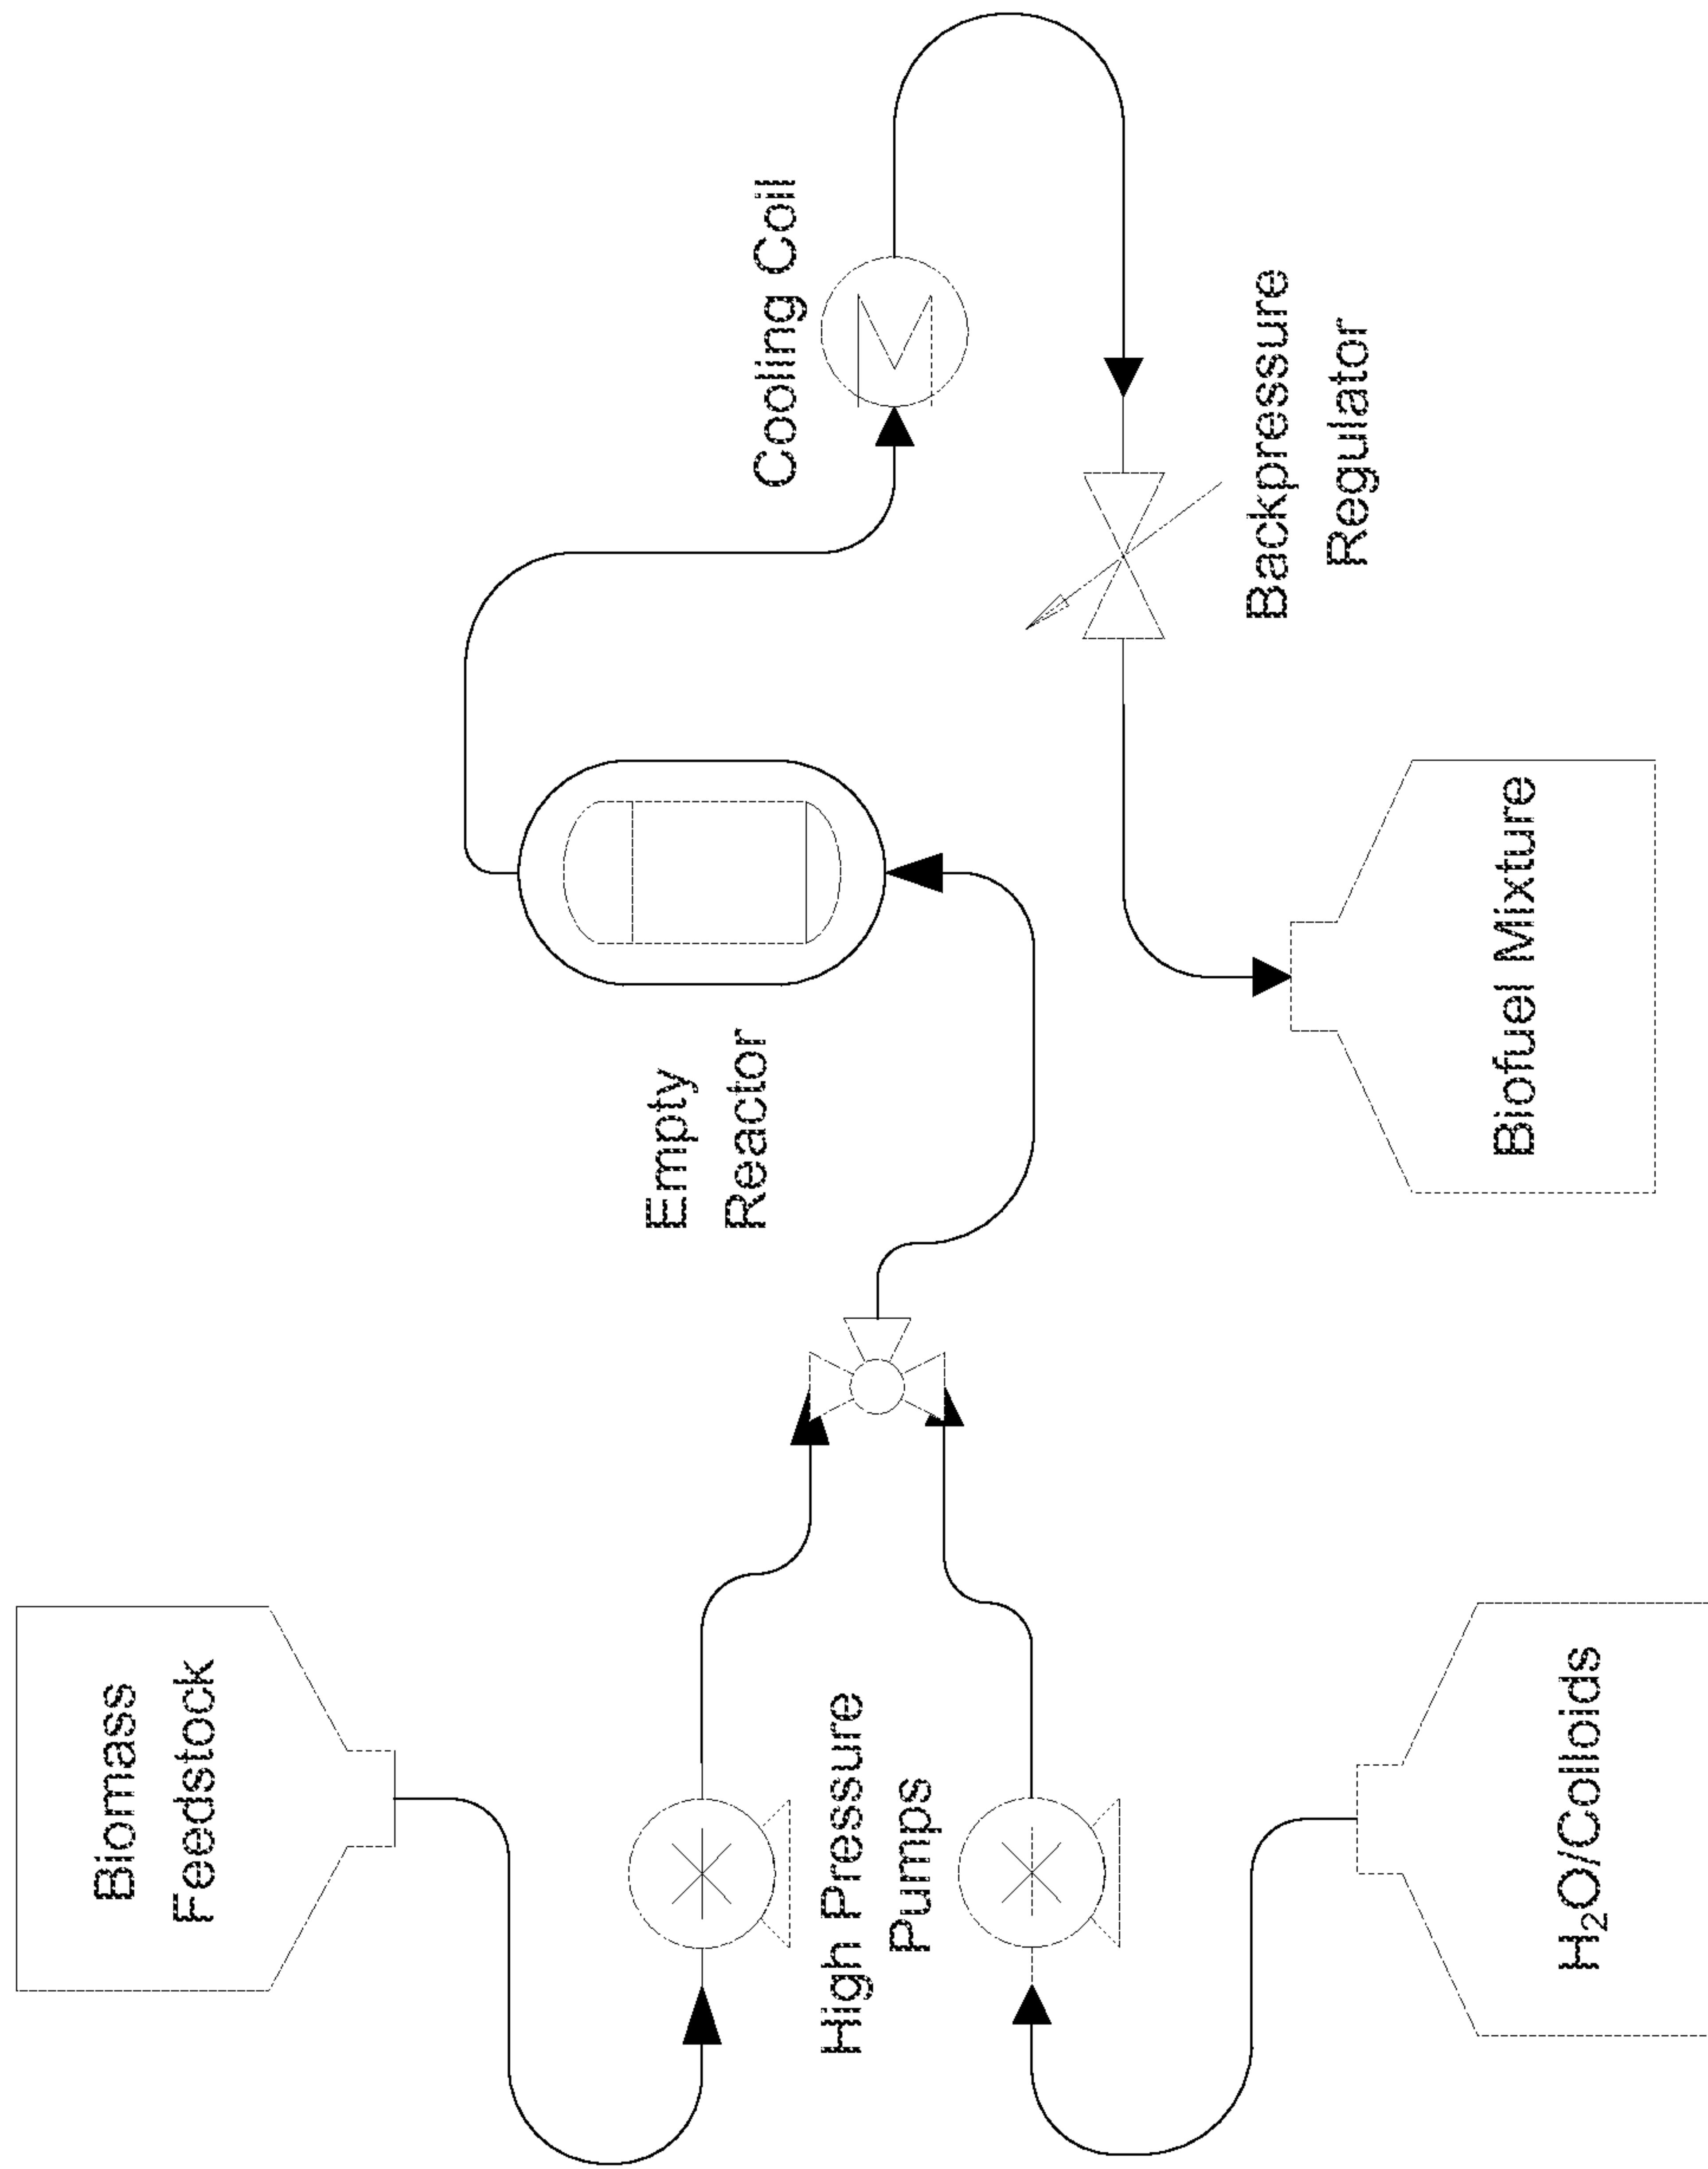 Biomass
Feedstock
High Pressure
Pumps
H₂O/Colloids
Empty
Reactor
Cooling Coil
Backpressure
Regulator
Biofuel Mixture